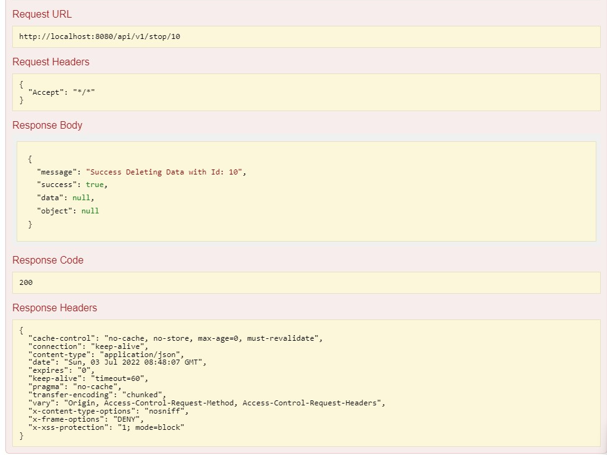 Request URL
http://localhost:8080/api/v1/stop/10
Request Headers
{
"Accept": "*/*"
}
Response Body
{
"message": "Success Deleting Data with Id: 10",
"success": true,
"data": null,
"object": null
}
Response Code
200
Response Headers
{
"cache-control": "no-cache, no-store, max-age=0, must-revalidate",
"connection": "keep-alive",
"content-type": "application/json",
"date": "Sun, 03 Jul 2022 08:48:07 GMT",
"expires": "0",
"keep-alive": "timeout=60",
"pragma": "no-cache",
"transfer-encoding": "chunked",
"vary": "Origin, Access-Control-Request-Method, Access-Control-Request-Headers",
"x-content-type-options": "nosniff",
"x-frame-options": "DENY",
"x-xss-protection": "1; mode=block"
}